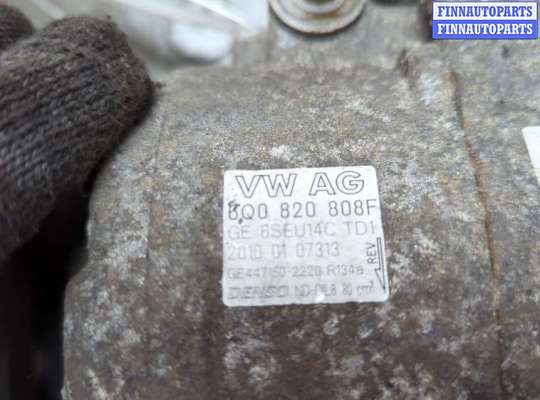 FINNAUTOPARTS
FINNAUTOPARTS
VW AG
6Q0 820 808F
GE 6SEU14C TD1
2010 01 07313
GE447150-2220 R134a
DENSO ND-OIL8 80 cm³
REV